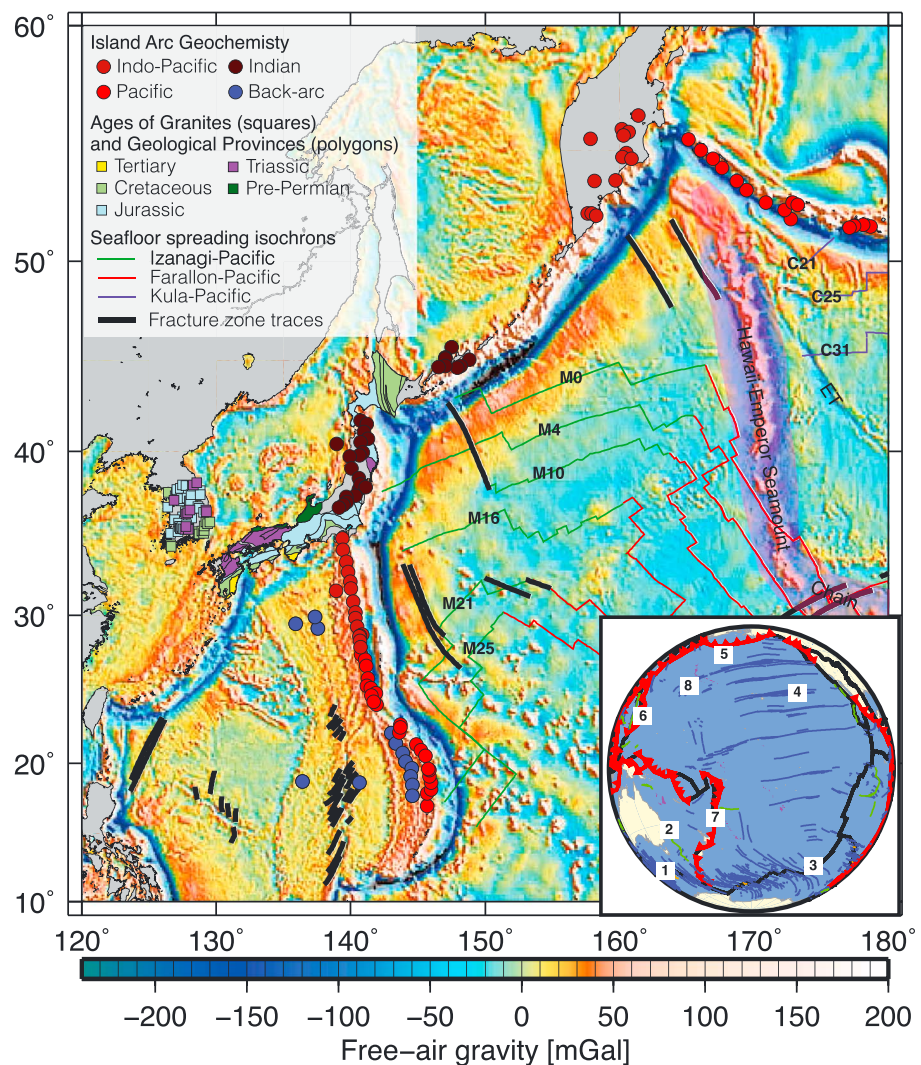 60°
50°
40°
30°
20°
10°
Island Arc Geochemisty
Indo-Pacific
Indian
Pacific
Back-arc
Ages of Granites (squares)
and Geological Provinces (polygons)
Tertiary
Triassic
Cretaceous
Pre-Permian
Jurassic
Seafloor spreading isochrons
Izanagi-Pacific
Farallon-Pacific
Kula-Pacific
Fracture zone traces
C21
C25
C31
ET
Hawaii-Emperor Seamount
Chain
M0
M4
M10
M16
M21
M25
5
8
4
6
7
2
1
3
120° 130° 140° 150° 160° 170° 180°
−200 −150 −100 −50 0 50 100 150 200
Free−air gravity [mGal]